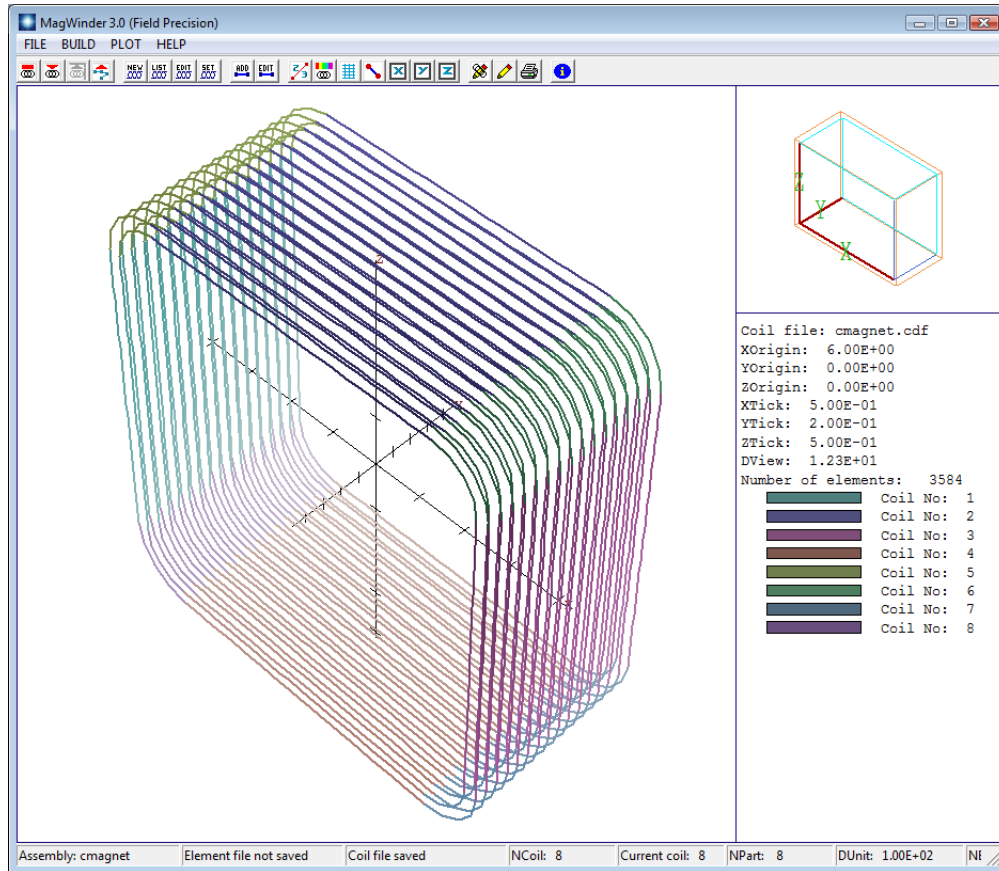 MagWinder 3.0 (Field Precision)
FILE BUILD PLOT HELP
NEW LIST EDIT SET ADD EDIT Z/3 X Y Z
Z
Y
X
Z
X
Coil file: cmagnet.cdf
XOrigin: 6.00E+00
YOrigin: 0.00E+00
ZOrigin: 0.00E+00
XTick: 5.00E-01
YTick: 2.00E-01
ZTick: 5.00E-01
DView: 1.23E+01
Number of elements: 3584
Coil No: 1
Coil No: 2
Coil No: 3
Coil No: 4
Coil No: 5
Coil No: 6
Coil No: 7
Coil No: 8
Assembly: cmagnet Element file not saved Coil file saved NCoil: 8 Current coil: 8 NPart: 8 DUnit: 1.00E+02